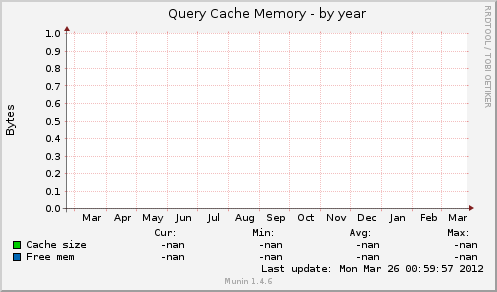 Query Cache Memory - by year
RRDTOOL / TOBI OETIKER
Bytes
1.0
0.9
0.8
0.7
0.6
0.5
0.4
0.3
0.2
0.1
0.0
Mar Apr May Jun Jul Aug Sep Oct Nov Dec Jan Feb Mar
Cur: Min: Avg: Max:
Cache size -nan -nan -nan -nan
Free mem -nan -nan -nan -nan
Last update: Mon Mar 26 00:59:57 2012
Munin 1.4.6